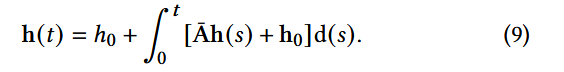 h(t) = h₀ + ∫₀ᵗ [Āh(s) + h₀]d(s). (9)